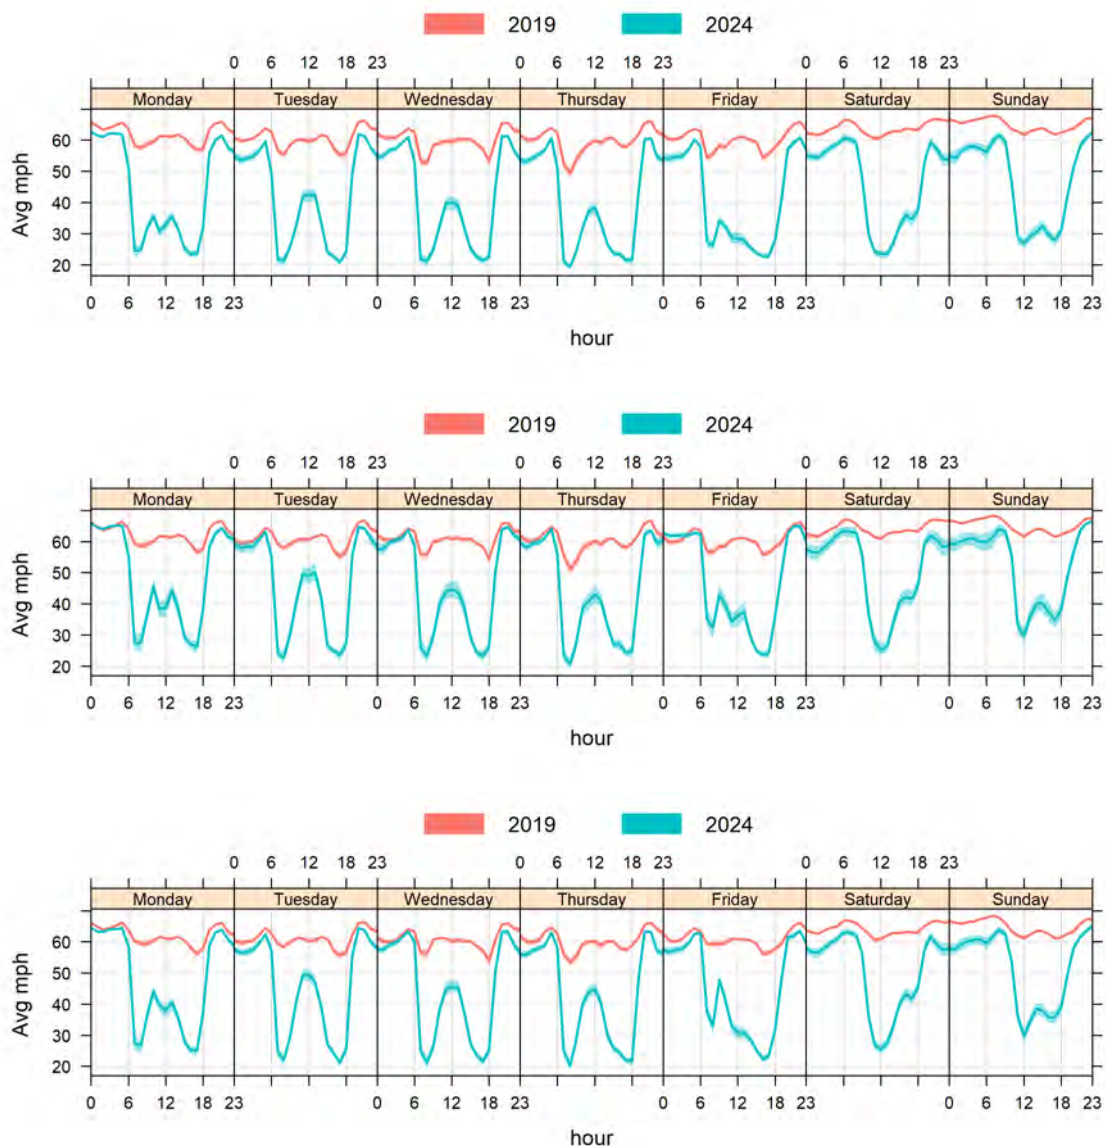 2019 2024
0 6 12 18 23 0 6 12 18 23 0 6 12 18 23
Monday Tuesday Wednesday Thursday Friday Saturday Sunday
60
50
40
30
20
Avg mph
0 6 12 18 23 0 6 12 18 23 0 6 12 18 23 0 6 12 18 23
hour
2019 2024
0 6 12 18 23 0 6 12 18 23 0 6 12 18 23
Monday Tuesday Wednesday Thursday Friday Saturday Sunday
60
50
40
30
20
Avg mph
0 6 12 18 23 0 6 12 18 23 0 6 12 18 23 0 6 12 18 23
hour
2019 2024
0 6 12 18 23 0 6 12 18 23 0 6 12 18 23
Monday Tuesday Wednesday Thursday Friday Saturday Sunday
60
50
40
30
20
Avg mph
0 6 12 18 23 0 6 12 18 23 0 6 12 18 23 0 6 12 18 23
hour